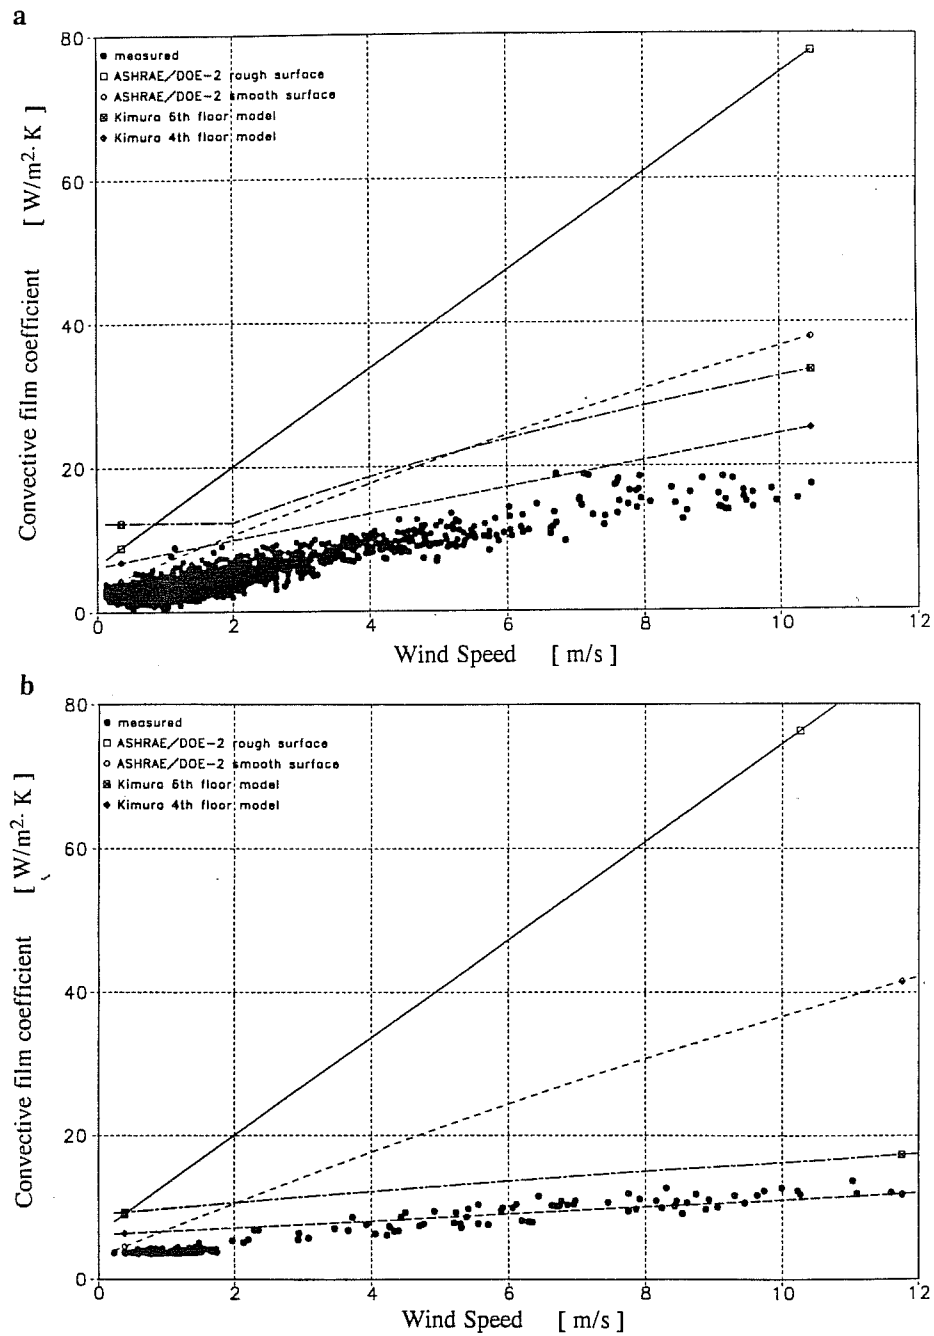 a
80
measured
ASHRAE/DOE-2 rough surface
ASHRAE/DOE-2 smooth surface
Kimura 6th floor model
Kimura 4th floor model
60
40
20
0
Convective film coefficient [ W/m²· K ]
0 2 4 6 8 10 12
Wind Speed [ m/s ]
b
80
measured
ASHRAE/DOE-2 rough surface
ASHRAE/DOE-2 smooth surface
Kimura 6th floor model
Kimura 4th floor model
60
40
20
0
Convective film coefficient [ W/m²· K ]
0 2 4 6 8 10 12
Wind Speed [ m/s ]